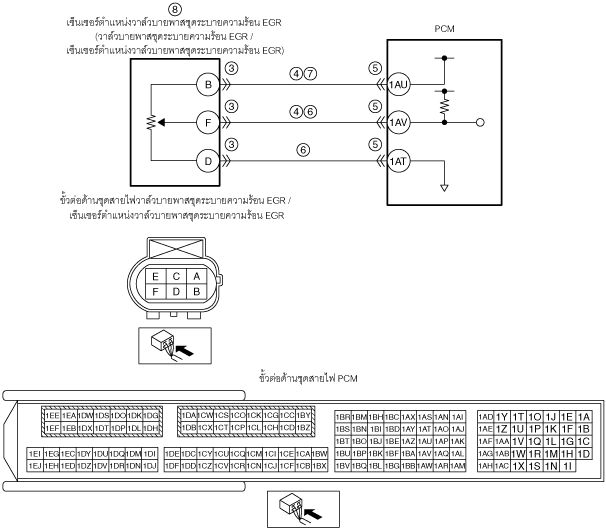 ⑧
เซ็นเซอร์ตำแหน่งวาล์วบายพาสชุดระบายความร้อน EGR
(วาล์วบายพาสชุดระบายความร้อน EGR /
เซ็นเซอร์ตำแหน่งวาล์วบายพาสชุดระบายความร้อน EGR)
PCM
B ③ ④⑦ ⑤ 1AU
F ③ ④⑥ ⑤ 1AV
D ③ ⑥ ⑤ 1AT
ขั้วต่อด้านชุดสายไฟวาล์วบายพาสชุดระบายความร้อน EGR /
เซ็นเซอร์ตำแหน่งวาล์วบายพาสชุดระบายความร้อน EGR
E C A
F D B
ขั้วต่อด้านชุดสายไฟ PCM
1EE 1EA 1DW 1DS 1DO 1DK 1DG 1DA 1CW 1CS 1CO 1CK 1CG 1CC 1BY 1BR 1BM 1BH 1BC 1AX 1AS 1AN 1AI 1AD 1Y 1T 1O 1J 1E 1A
1EF 1EB 1DX 1DT 1DP 1DL 1DH 1DB 1CX 1CT 1CP 1CL 1CH 1CD 1BZ 1BS 1BN 1BI 1BD 1AY 1AT 1AO 1AJ 1AE 1Z 1U 1P 1K 1F 1B
1BT 1BO 1BJ 1BE 1AZ 1AU 1AP 1AK 1AF 1AA 1V 1Q 1L 1G 1C
1EI 1EG 1EC 1DY 1DU 1DQ 1DM 1DI 1DE 1DC 1CY 1CU 1CQ 1CM 1CI 1CE 1CA 1BW 1BU 1BP 1BK 1BF 1BA 1AV 1AQ 1AL 1AG 1AB 1W 1R 1M 1H 1D
1EJ 1EH 1ED 1DZ 1DV 1DR 1DN 1DJ 1DF 1DD 1CZ 1CV 1CR 1CN 1CJ 1CF 1CB 1BX 1BV 1BQ 1BL 1BG 1BB 1AW 1AR 1AM 1AH 1AC 1X 1S 1N 1I